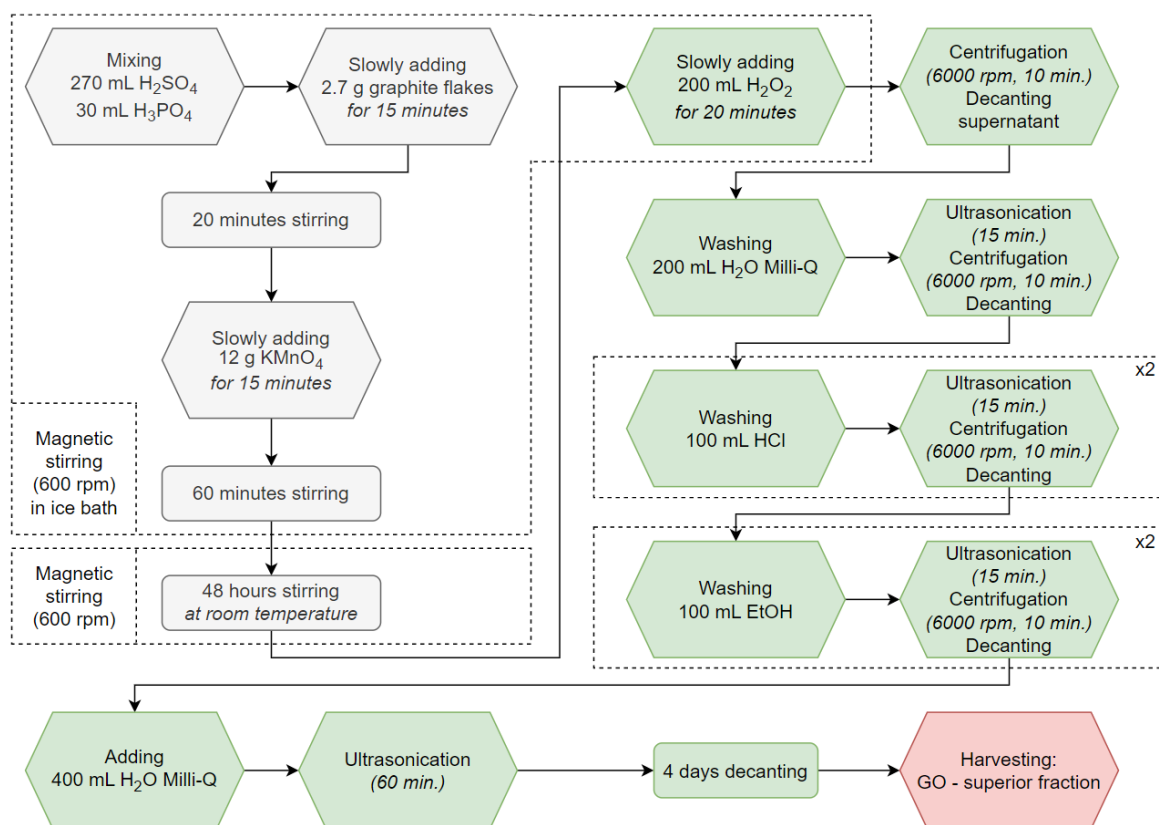 Mixing
270 mL H₂SO₄
30 mL H₃PO₄
Slowly adding
2.7 g graphite flakes
for 15 minutes
20 minutes stirring
Slowly adding
12 g KMnO₄
for 15 minutes
60 minutes stirring
Magnetic
stirring
(600 rpm)
in ice bath
Magnetic
stirring
(600 rpm)
48 hours stirring
at room temperature
Slowly adding
200 mL H₂O₂
for 20 minutes
Centrifugation
(6000 rpm, 10 min.)
Decanting
supernatant
Washing
200 mL H₂O Milli-Q
Ultrasonication
(15 min.)
Centrifugation
(6000 rpm, 10 min.)
Decanting
x2
Washing
100 mL HCl
Ultrasonication
(15 min.)
Centrifugation
(6000 rpm, 10 min.)
Decanting
x2
Washing
100 mL EtOH
Ultrasonication
(15 min.)
Centrifugation
(6000 rpm, 10 min.)
Decanting
Adding
400 mL H₂O Milli-Q
Ultrasonication
(60 min.)
4 days decanting
Harvesting:
GO - superior fraction